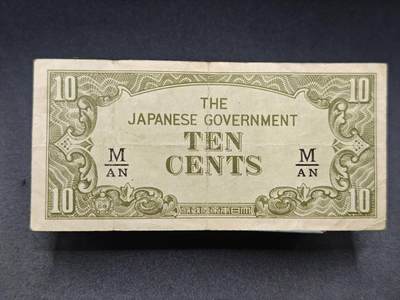 10 10
THE
JAPANESE GOVERNMENT
TEN
CENTS
M
AN
M
AN
10 10